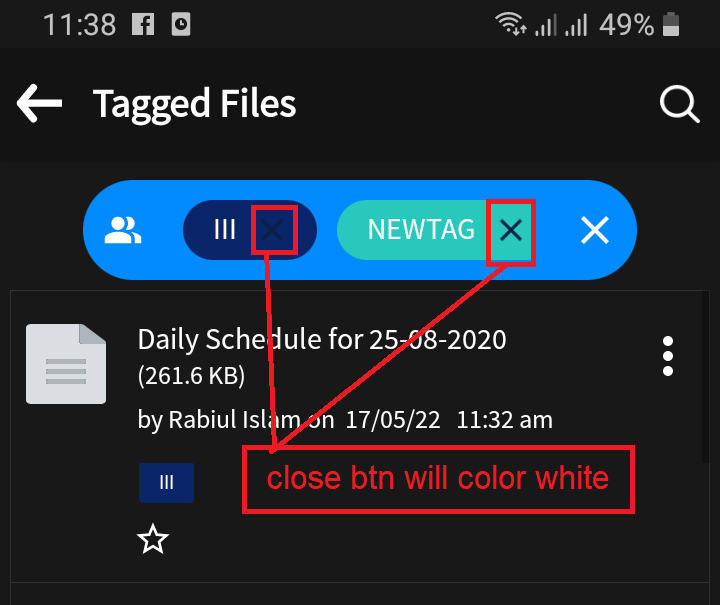 11:38 49%
Tagged Files
III NEWTAG
Daily Schedule for 25-08-2020
(261.6 KB)
by Rabiul Islam on 17/05/22 11:32 am
III
close btn will color white